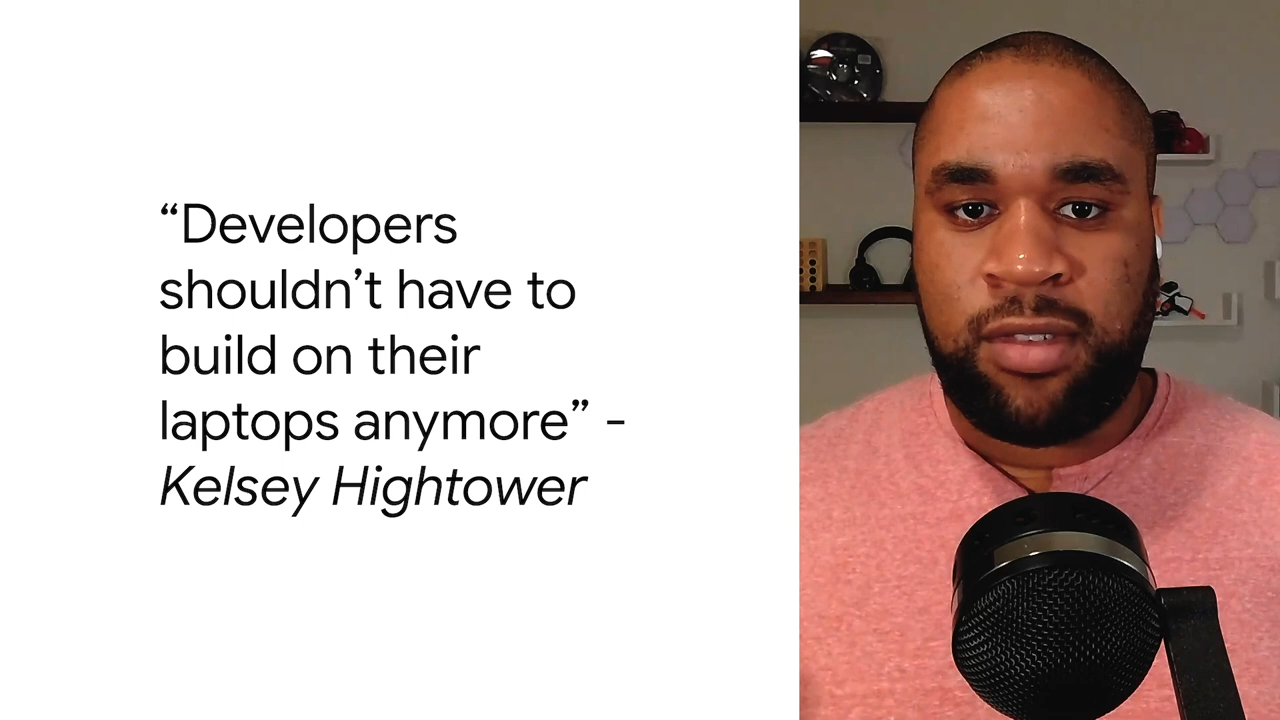 “Developers
shouldn’t have to
build on their
laptops anymore” -
Kelsey Hightower